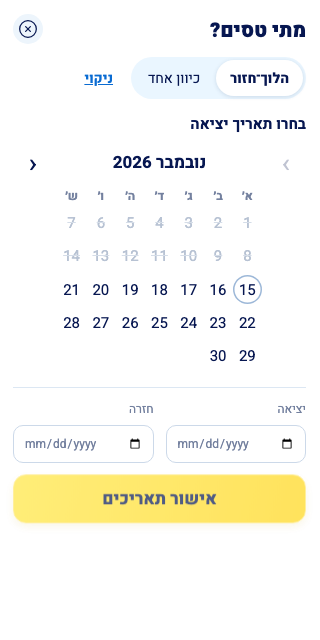 מתי טסים?
הלוך־חזור כיוון אחד ניקוי
בחרו תאריך יציאה
נובמבר 2026
א׳ ב׳ ג׳ ד׳ ה׳ ו׳ ש׳
1 2 3 4 5 6 7
8 9 10 11 12 13 14
15 16 17 18 19 20 21
22 23 24 25 26 27 28
29 30
יציאה חזרה
mm/dd/yyyy mm/dd/yyyy
אישור תאריכים